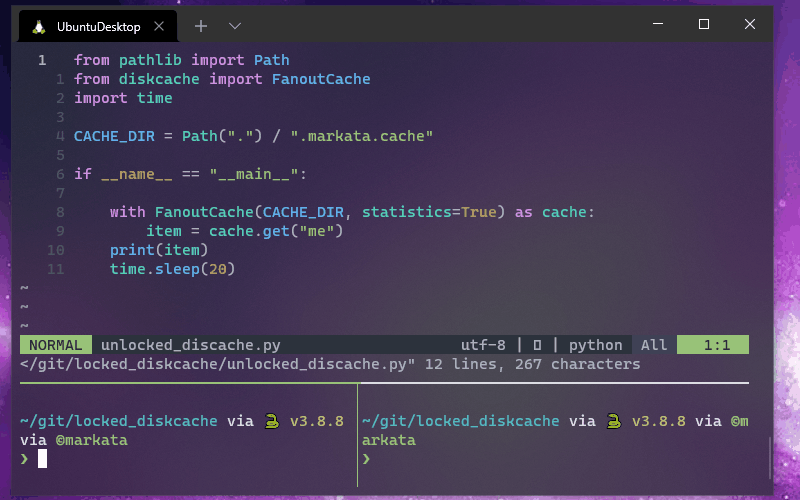 UbuntuDesktop
1 from pathlib import Path
1 from diskcache import FanoutCache
2 import time
3
4 CACHE_DIR = Path(".") / ".markata.cache"
5
6 if __name__ == "__main__":
7
8 with FanoutCache(CACHE_DIR, statistics=True) as cache:
9 item = cache.get("me")
10 print(item)
11 time.sleep(20)
~
~
~
NORMAL unlocked_discache.py utf-8 | | python All 1:1
</git/locked_diskcache/unlocked_discache.py" 12 lines, 267 characters
~/git/locked_diskcache via v3.8.8
via ©markata
❯
~/git/locked_diskcache via v3.8.8 via ©m
arkata
❯